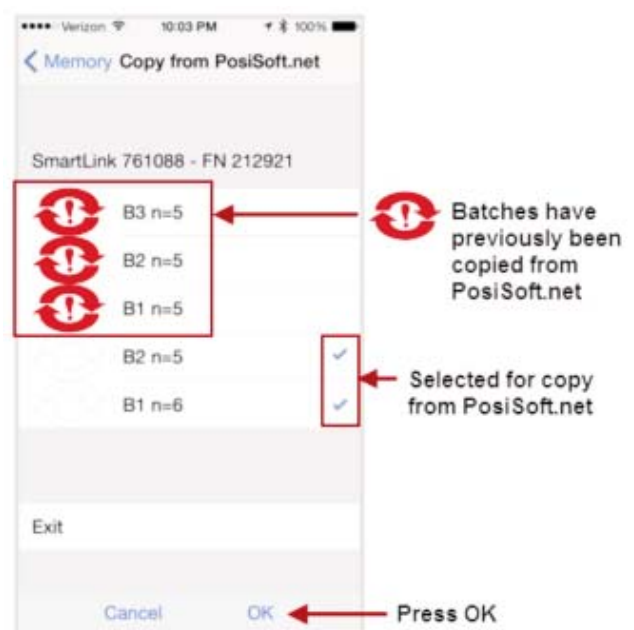 Verizon 10:03 PM 100%
Memory Copy from PosiSoft.net
SmartLink 761088 - FN 212921
B3 n=5
B2 n=5
B1 n=5
B2 n=5
B1 n=6
Exit
Cancel OK
Batches have
previously been
copied from
PosiSoft.net
Selected for copy
from PosiSoft.net
Press OK